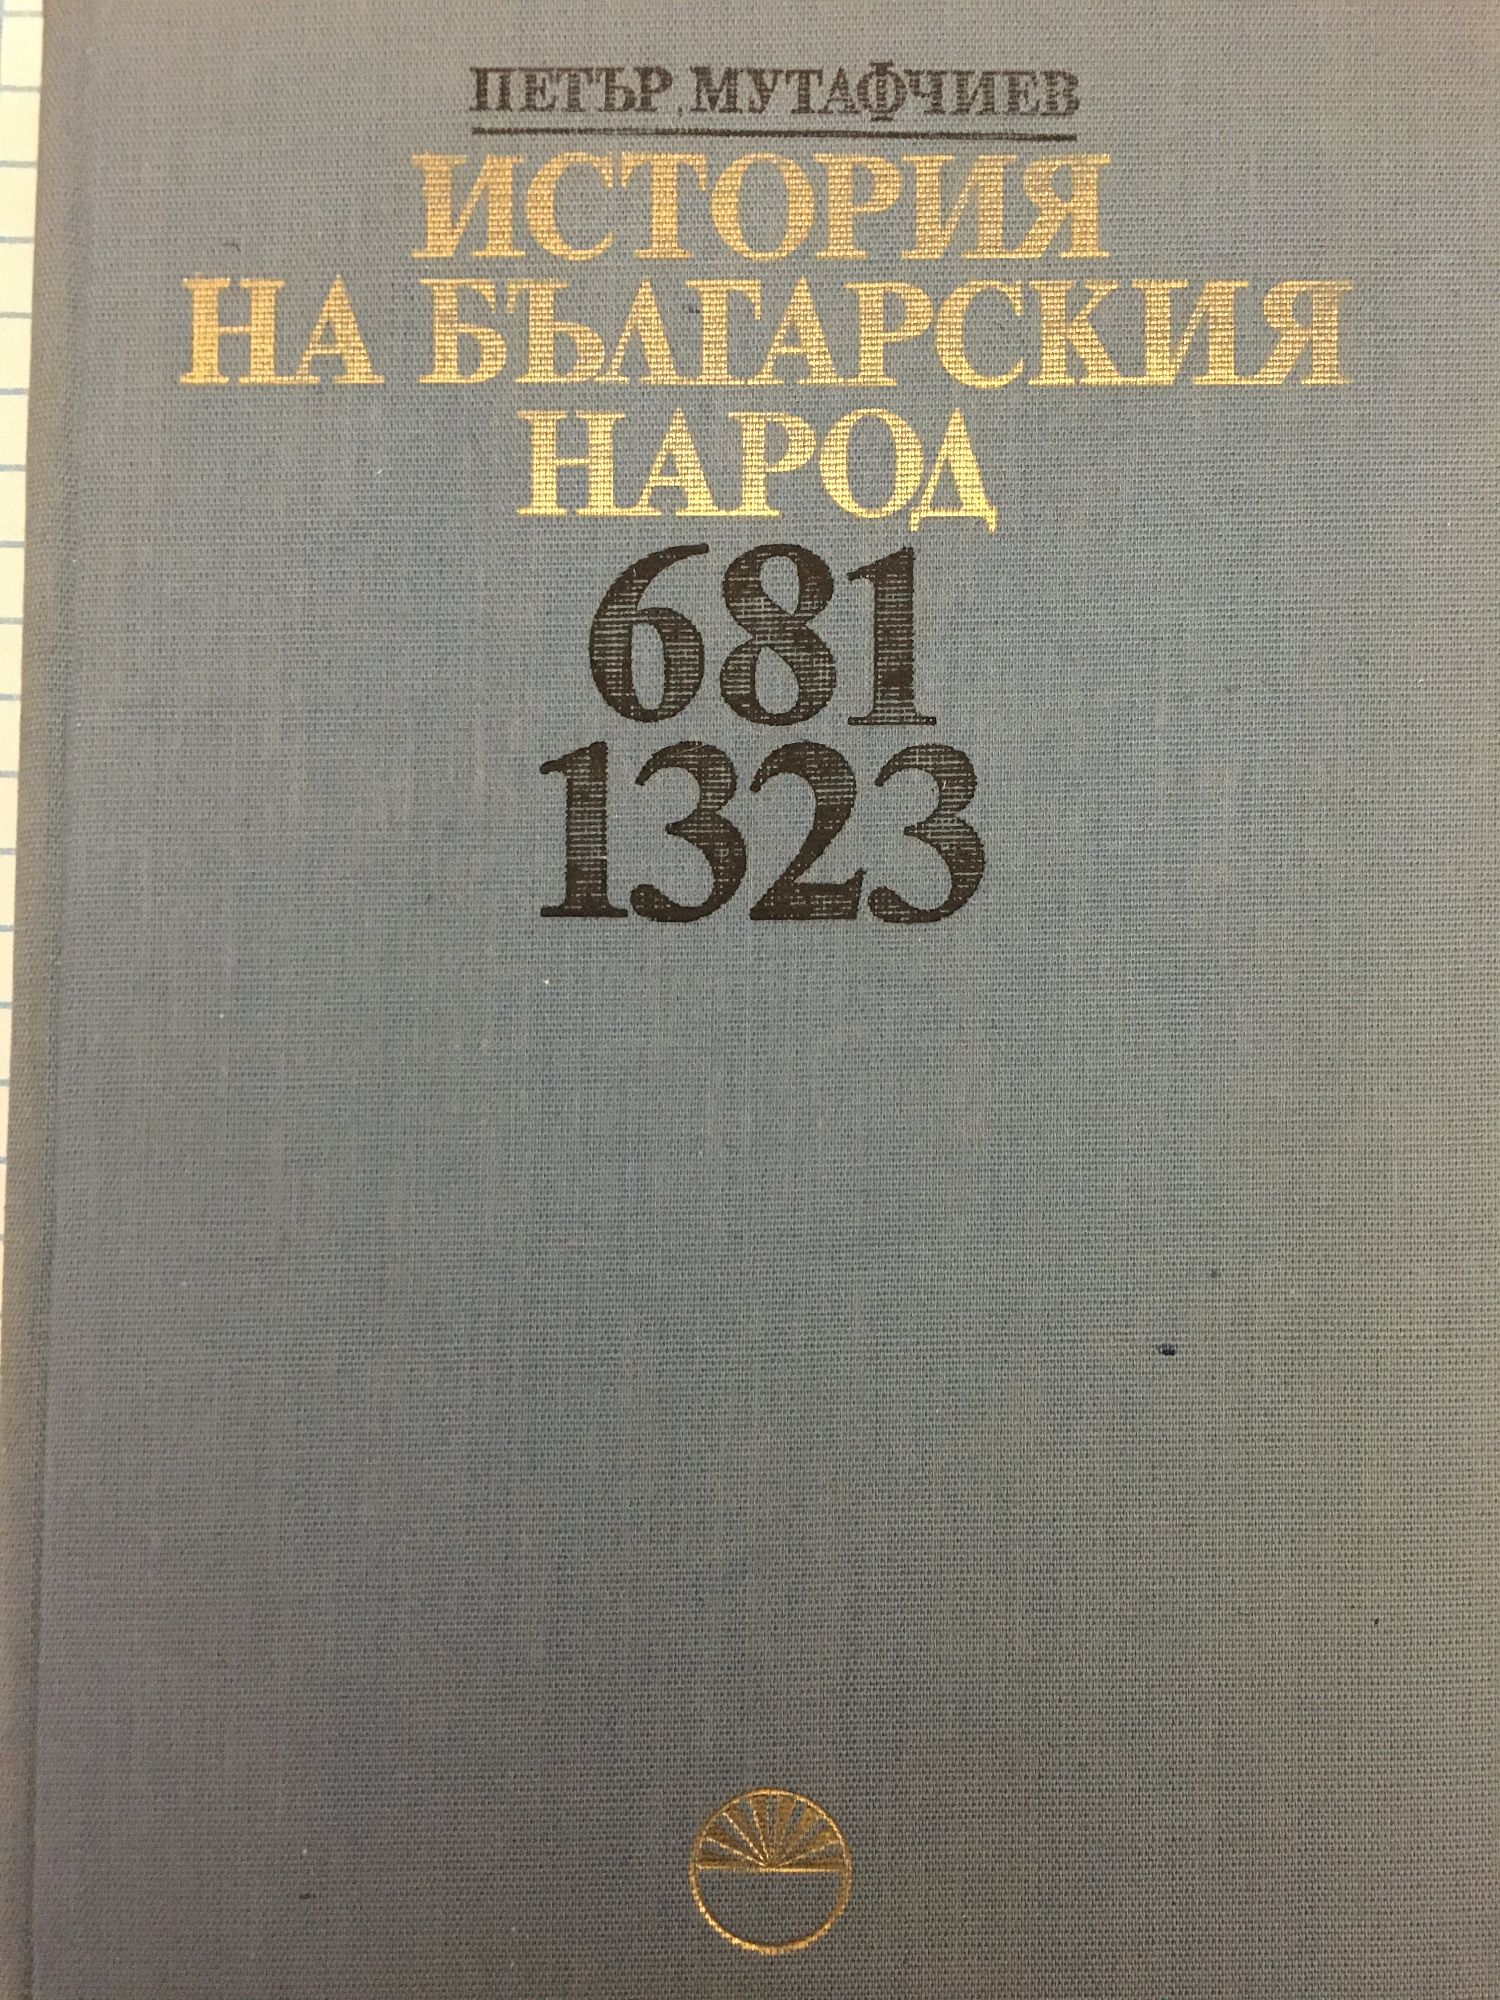 ПЕТЪР МУТАФЧИЕВ
ИСТОРИЯ
НА БЪЛГАРСКИЯ
НАРОД
681
1323